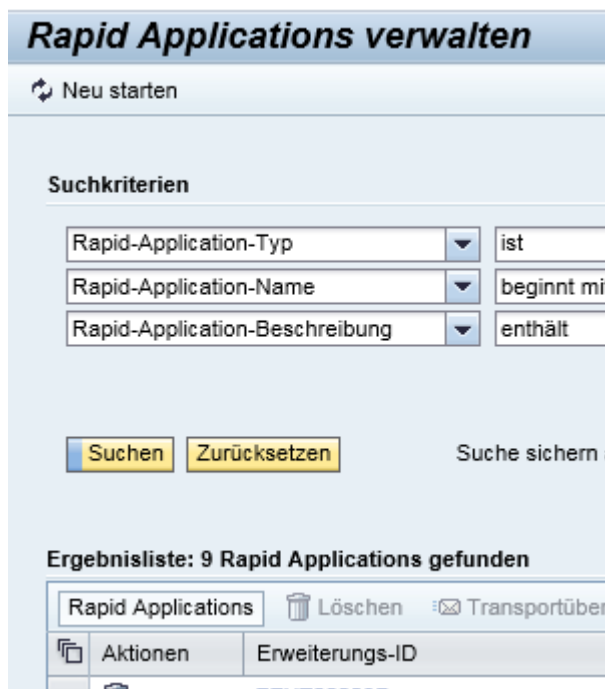 Rapid Applications verwalten
Neu starten
Suchkriterien
Rapid-Application-Typ ist
Rapid-Application-Name beginnt
Rapid-Application-Beschreibung enthält
Suchen Zurücksetzen Suche sichern
Ergebnisliste: 9 Rapid Applications gefunden
Rapid Applications Löschen
Aktionen Erweiterungs-ID